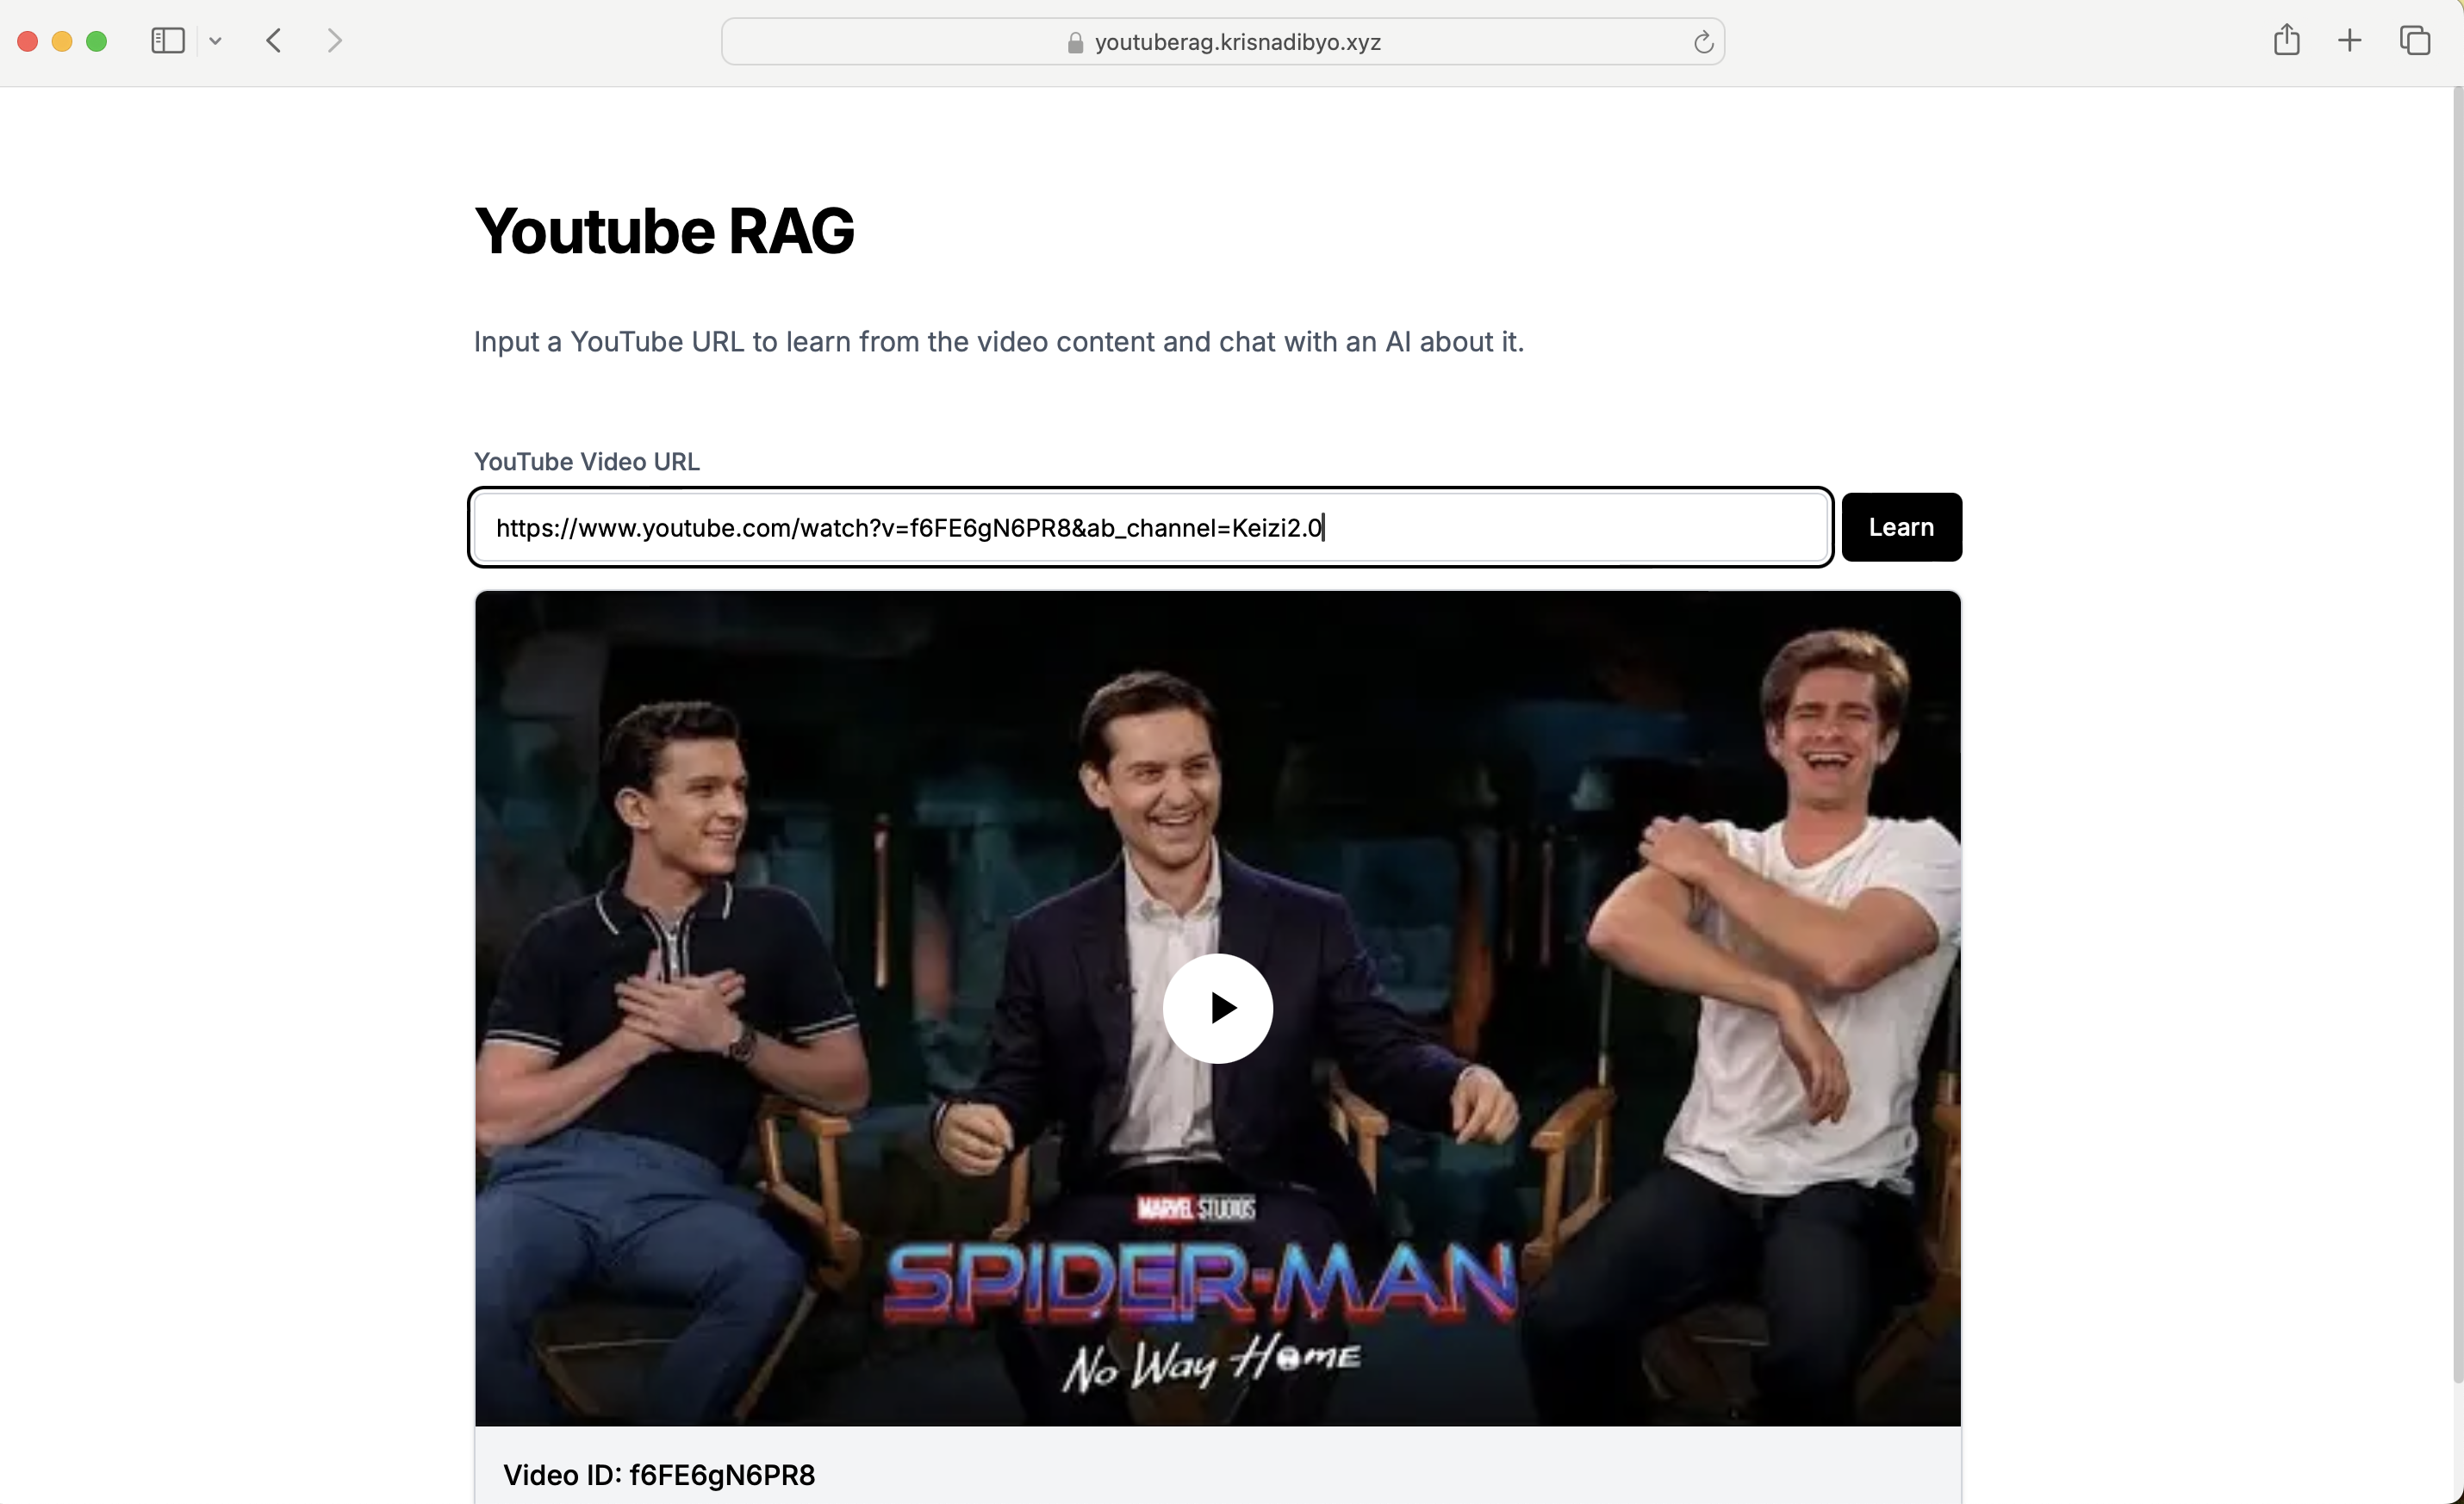 youtuberag.krisnadibyo.xyz
Youtube RAG
Input a YouTube URL to learn from the video content and chat with an AI about it.
YouTube Video URL
https://www.youtube.com/watch?v=f6FE6gN6PR8&ab_channel=Keizi2.0
Learn
MARVEL STUDIOS
SPIDER-MAN
No Way Home
Video ID: f6FE6gN6PR8